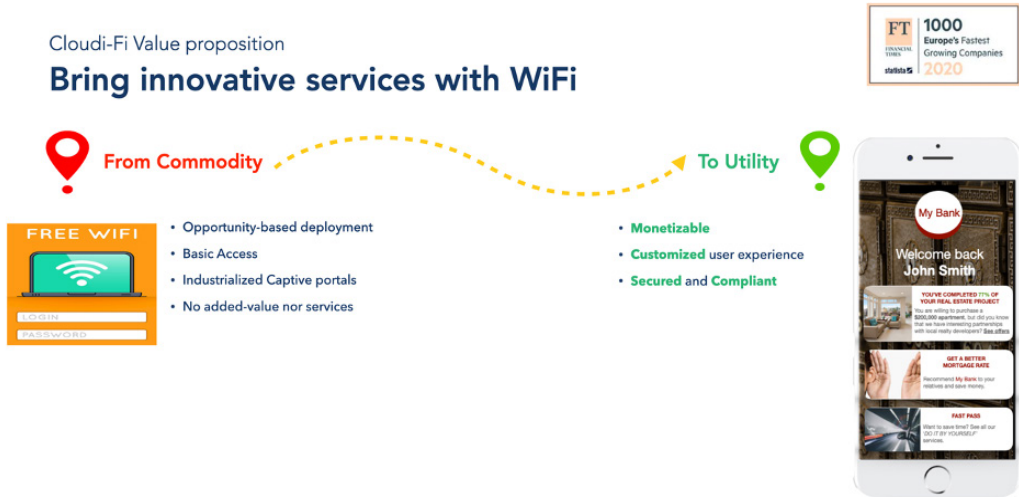 Cloudi-Fi Value proposition
Bring innovative services with WiFi
FT
FINANCIAL
TIMES
statista
1000
Europe's Fastest
Growing Companies
2020
From Commodity
To Utility
FREE WIFI
LOGIN
PASSWORD
• Opportunity-based deployment
• Basic Access
• Industrialized Captive portals
• No added-value nor services
• Monetizable
• Customized user experience
• Secured and Compliant
My Bank
Welcome back
John Smith
YOU'VE COMPLETED 77% OF
YOUR REAL ESTATE PROJECT
You are willing to purchase a
$200,000 apartment, but did you know
that we have interesting partnerships
with local realty developers? See offers
GET A BETTER
MORTGAGE RATE
Recommend My Bank to your
relatives and save money.
FAST PASS
Want to save time? See all our
'DO IT BY YOURSELF'
services.